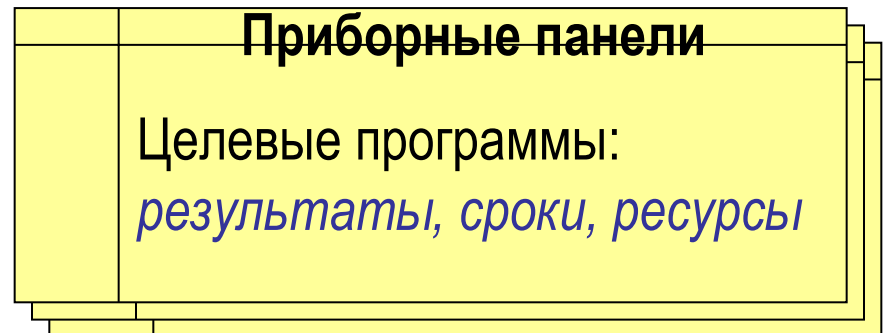 Приборные панели
Целевые программы:
результаты, сроки, ресурсы